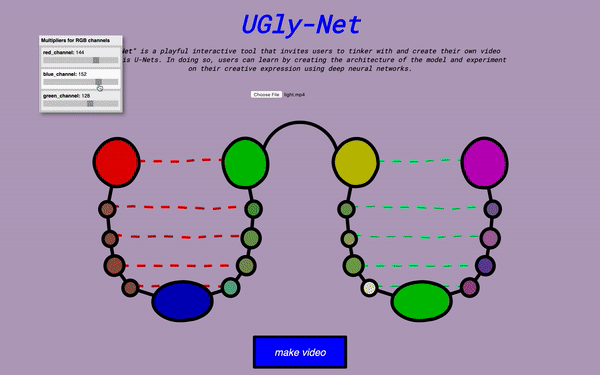 UGly-Net
Multipliers for RGB channels
red_channel: 144
Net" is a playful interactive tool that invites users to tinker with and create their own video
blue_channel: 152
is U-Nets. In doing so, users can learn by creating the architecture of the model and experiment
on their creative expression using deep neural networks.
green_channel: 128
Choose File light.mp4
make video